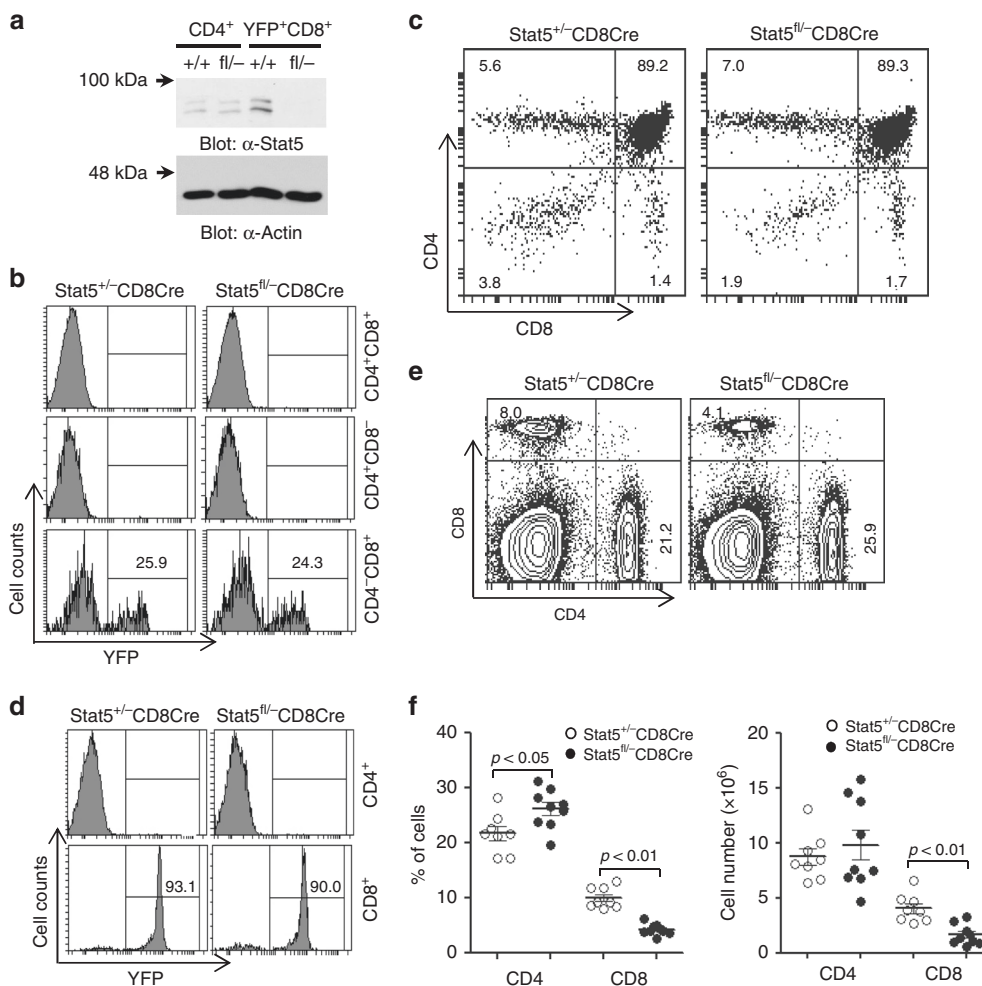 a
CD4⁺ YFP⁺CD8⁺
+/+ fl/– +/+ fl/–
100 kDa
Blot: α-Stat5
48 kDa
Blot: α-Actin
b
Stat5⁺/⁻CD8Cre Stat5ᶠˡ/⁻CD8Cre
CD4⁺CD8⁺
CD4⁺CD8⁻
25.9 24.3
CD4⁻CD8⁺
Cell counts
YFP
c
Stat5⁺/⁻CD8Cre Stat5ᶠˡ/⁻CD8Cre
5.6 89.2 7.0 89.3
CD4
3.8 1.4 1.9 1.7
CD8
d
Stat5⁺/⁻CD8Cre Stat5ᶠˡ/⁻CD8Cre
CD4⁺
93.1 90.0
CD8⁺
Cell counts
YFP
e
Stat5⁺/⁻CD8Cre Stat5ᶠˡ/⁻CD8Cre
8.0 4.1
CD8
21.2 25.9
CD4
f
Stat5⁺/⁻CD8Cre
Stat5ᶠˡ/⁻CD8Cre
p < 0.05
p < 0.01
% of cells
40
30
20
10
0
CD4 CD8
Stat5⁺/⁻CD8Cre
Stat5ᶠˡ/⁻CD8Cre
p < 0.01
Cell number (×10⁶)
20
15
10
5
0
CD4 CD8